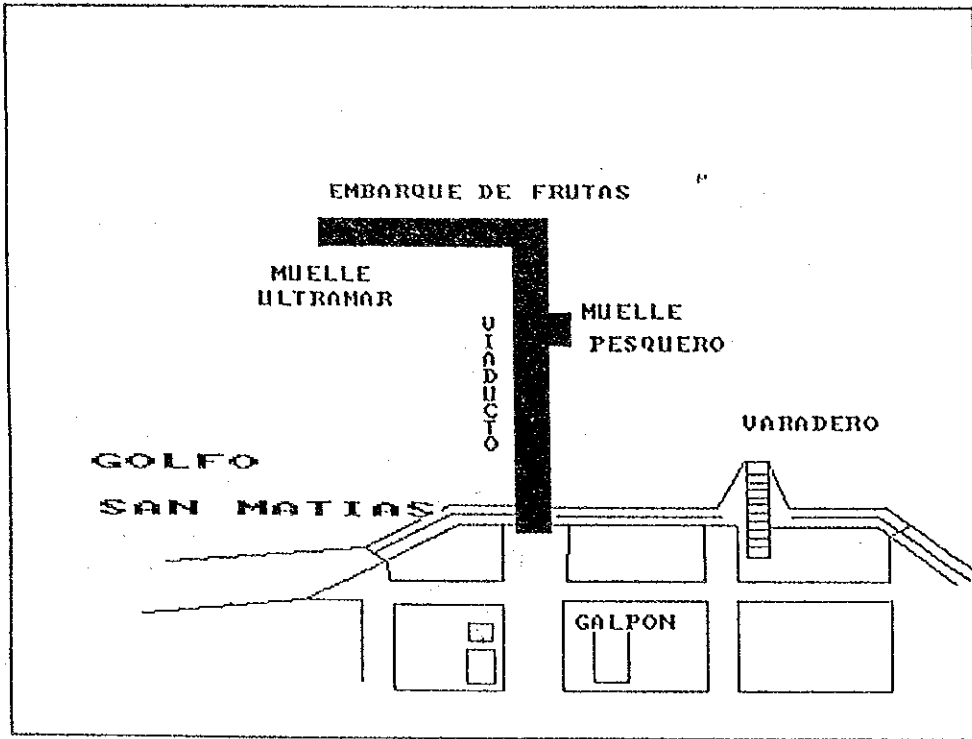 EMBARQUE DE FRUTAS
MUELLE
ULTRAMAR
VIADUCTO
MUELLE
PESQUERO
VARADERO
GOLFO
SAN MATIAS
GALPON